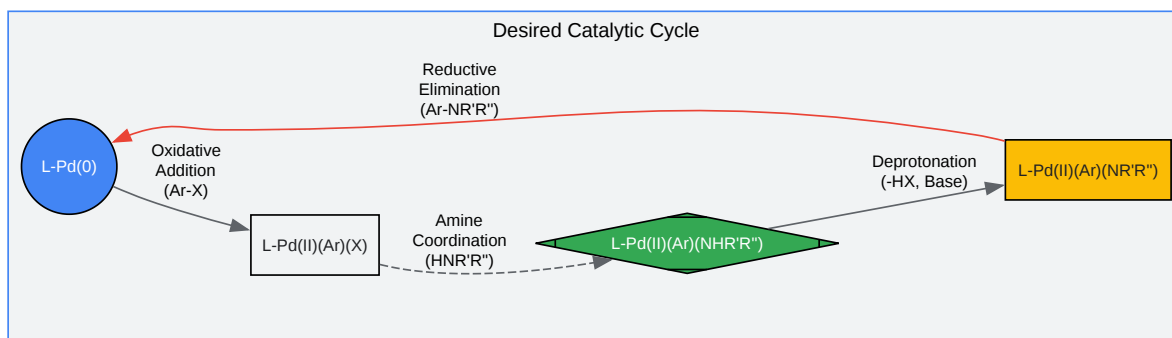 Desired Catalytic Cycle
Reductive
Elimination
(Ar-NR'R")
L-Pd(0)
Oxidative
Addition
(Ar-X)
L-Pd(II)(Ar)(X)
Amine
Coordination
(HNR'R")
L-Pd(II)(Ar)(NHR'R")
Deprotonation
(-HX, Base)
L-Pd(II)(Ar)(NR'R")